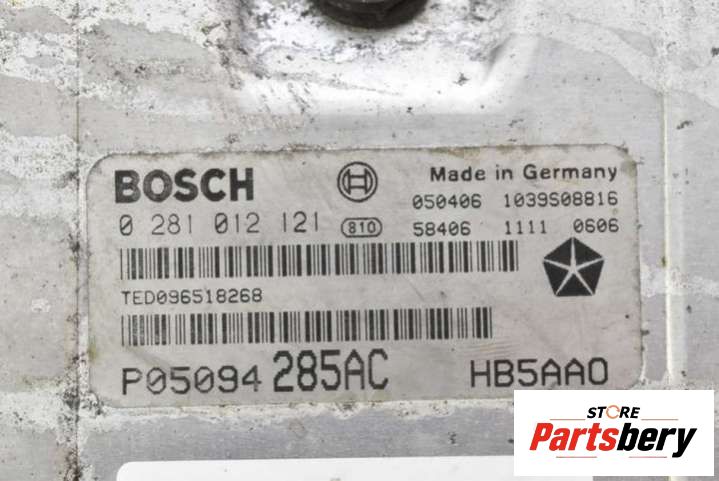 BOSCH
Made in Germany
050406 1039S08816
0 281 012 121 810 58406 1111 0606
TED096518268
P05094 285AC HB5AA0
STORE
Partsbery